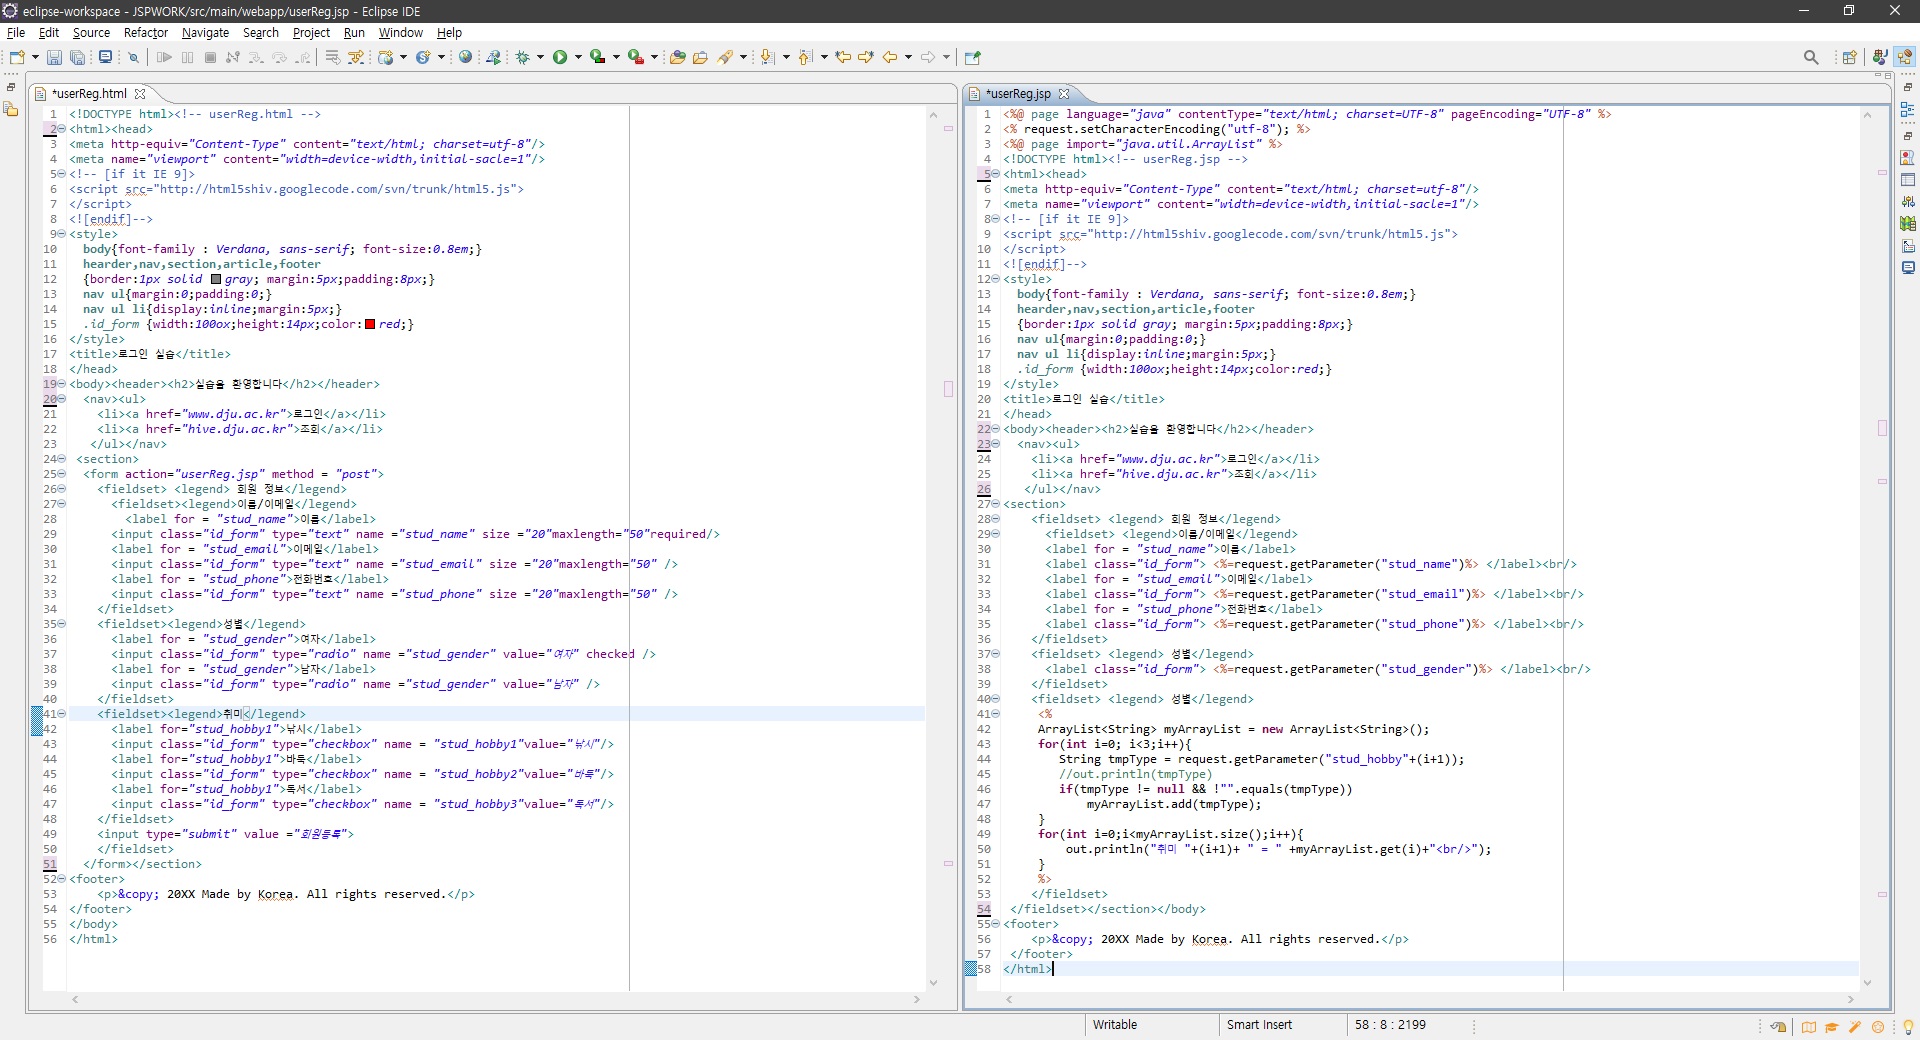 eclipse-workspace - JSPWORK/src/main/webapp/userReg.jsp - Eclipse IDE
File Edit Source Refactor Navigate Search Project Run Window Help
*userReg.html
1 <!DOCTYPE html><!-- userReg.html -->
2 <html><head>
3 <meta http-equiv="Content-Type" content="text/html; charset=utf-8"/>
4 <meta name="viewport" content="width=device-width,initial-sacle=1"/>
5 <!-- [if it IE 9]>
6 <script src="http://html5shiv.googlecode.com/svn/trunk/html5.js">
7 </script>
8 <![endif]-->
9 <style>
10 body{font-family : Verdana, sans-serif; font-size:0.8em;}
11 hearder,nav,section,article,footer
12 {border:1px solid gray; margin:5px;padding:8px;}
13 nav ul{margin:0;padding:0;}
14 nav ul li{display:inline;margin:5px;}
15 .id_form {width:100ox;height:14px;color:red;}
16 </style>
17 <title>로그인 실습</title>
18 </head>
19 <body><header><h2>실습을 환영합니다</h2></header>
20 <nav><ul>
21 <li><a href="www.dju.ac.kr">로그인</a></li>
22 <li><a href="hive.dju.ac.kr">조회</a></li>
23 </ul></nav>
24 <section>
25 <form action="userReg.jsp" method = "post">
26 <fieldset> <legend> 회원 정보</legend>
27 <fieldset><legend>이름/이메일</legend>
28 <label for = "stud_name">이름</label>
29 <input class="id_form" type="text" name ="stud_name" size ="20"maxlength="50"required/>
30 <label for = "stud_email">이메일</label>
31 <input class="id_form" type="text" name ="stud_email" size ="20"maxlength="50" />
32 <label for = "stud_phone">전화번호</label>
33 <input class="id_form" type="text" name ="stud_phone" size ="20"maxlength="50" />
34 </fieldset>
35 <fieldset><legend>성별</legend>
36 <label for = "stud_gender">여자</label>
37 <input class="id_form" type="radio" name ="stud_gender" value="여자" checked />
38 <label for = "stud_gender">남자</label>
39 <input class="id_form" type="radio" name ="stud_gender" value="남자" />
40 </fieldset>
41 <fieldset><legend>취미</legend>
42 <label for="stud_hobby1">낚시</label>
43 <input class="id_form" type="checkbox" name = "stud_hobby1"value="낚시"/>
44 <label for="stud_hobby1">바둑</label>
45 <input class="id_form" type="checkbox" name = "stud_hobby2"value="바둑"/>
46 <label for="stud_hobby1">독서</label>
47 <input class="id_form" type="checkbox" name = "stud_hobby3"value="독서"/>
48 </fieldset>
49 <input type="submit" value ="회원등록">
50 </fieldset>
51 </form></section>
52 <footer>
53 <p>&copy; 20XX Made by Korea. All rights reserved.</p>
54 </footer>
55 </body>
56 </html>
*userReg.jsp
1 <%@ page language="java" contentType="text/html; charset=UTF-8" pageEncoding="UTF-8" %>
2 <% request.setCharacterEncoding("utf-8"); %>
3 <%@ page import="java.util.ArrayList" %>
4 <!DOCTYPE html><!-- userReg.jsp -->
5 <html><head>
6 <meta http-equiv="Content-Type" content="text/html; charset=utf-8"/>
7 <meta name="viewport" content="width=device-width,initial-sacle=1"/>
8 <!-- [if it IE 9]>
9 <script src="http://html5shiv.googlecode.com/svn/trunk/html5.js">
10 </script>
11 <![endif]-->
12 <style>
13 body{font-family : Verdana, sans-serif; font-size:0.8em;}
14 hearder,nav,section,article,footer
15 {border:1px solid gray; margin:5px;padding:8px;}
16 nav ul{margin:0;padding:0;}
17 nav ul li{display:inline;margin:5px;}
18 .id_form {width:100ox;height:14px;color:red;}
19 </style>
20 <title>로그인 실습</title>
21 </head>
22 <body><header><h2>실습을 환영합니다</h2></header>
23 <nav><ul>
24 <li><a href="www.dju.ac.kr">로그인</a></li>
25 <li><a href="hive.dju.ac.kr">조회</a></li>
26 </ul></nav>
27 <section>
28 <fieldset> <legend> 회원 정보</legend>
29 <fieldset> <legend>이름/이메일</legend>
30 <label for = "stud_name">이름</label>
31 <label class="id_form"> <%=request.getParameter("stud_name")%> </label><br/>
32 <label for = "stud_email">이메일</label>
33 <label class="id_form"> <%=request.getParameter("stud_email")%> </label><br/>
34 <label for = "stud_phone">전화번호</label>
35 <label class="id_form"> <%=request.getParameter("stud_phone")%> </label><br/>
36 </fieldset>
37 <fieldset> <legend> 성별</legend>
38 <label class="id_form"> <%=request.getParameter("stud_gender")%> </label><br/>
39 </fieldset>
40 <fieldset> <legend> 성별</legend>
41 <%
42 ArrayList<String> myArrayList = new ArrayList<String>();
43 for(int i=0; i<3;i++){
44 String tmpType = request.getParameter("stud_hobby"+(i+1));
45 //out.println(tmpType)
46 if(tmpType != null && !"".equals(tmpType))
47 myArrayList.add(tmpType);
48 }
49 for(int i=0;i<myArrayList.size();i++){
50 out.println("취미 "+(i+1)+ " = " +myArrayList.get(i)+"<br/>");
51 }
52 %>
53 </fieldset>
54 </fieldset></section></body>
55 <footer>
56 <p>&copy; 20XX Made by Korea. All rights reserved.</p>
57 </footer>
58 </html>
Writable Smart Insert 58 : 8 : 2199